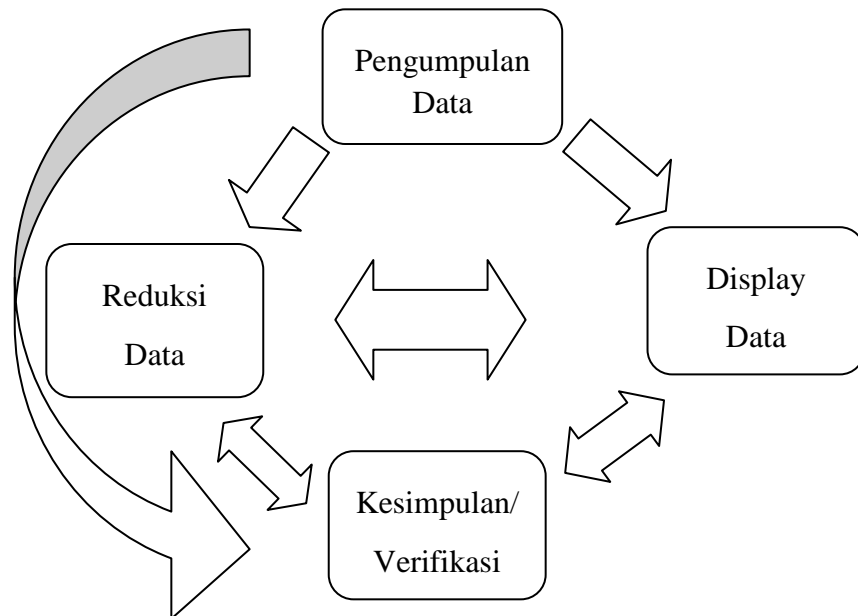 Pengumpulan
Data
Reduksi
Data
Display
Data
Kesimpulan/
Verifikasi